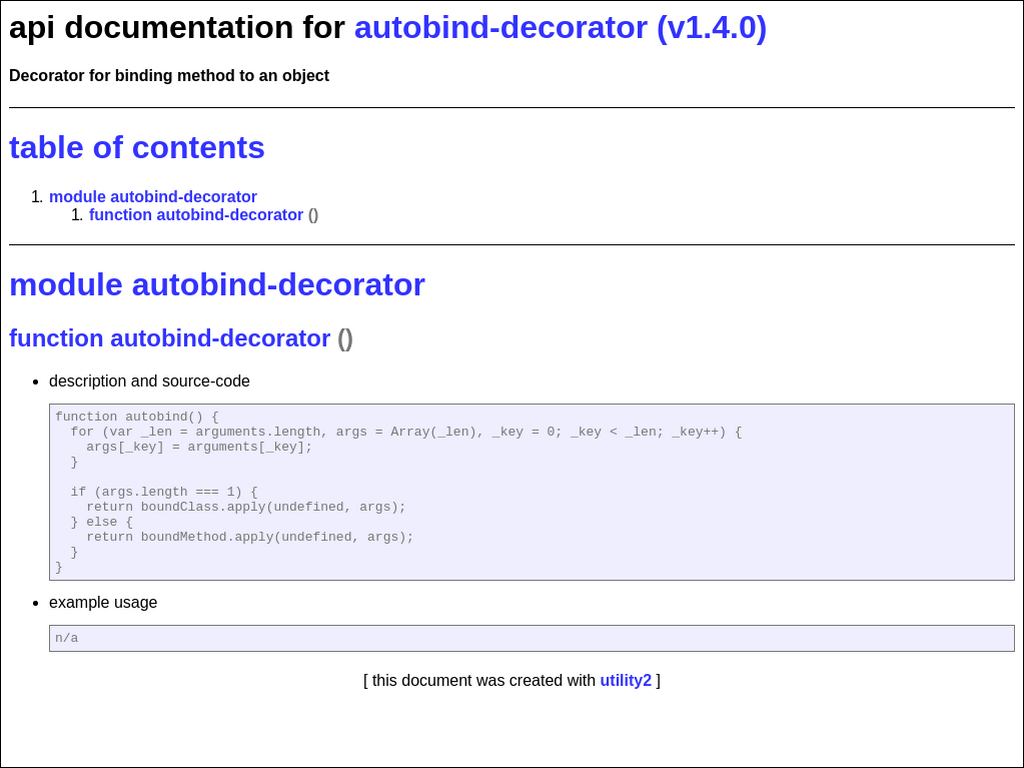 api documentation for autobind-decorator (v1.4.0)
Decorator for binding method to an object
table of contents
1. module autobind-decorator
1. function autobind-decorator ()
module autobind-decorator
function autobind-decorator ()
• description and source-code
function autobind() {
  for (var _len = arguments.length, args = Array(_len), _key = 0; _key < _len; _key++) {
    args[_key] = arguments[_key];
  }

  if (args.length === 1) {
    return boundClass.apply(undefined, args);
  } else {
    return boundMethod.apply(undefined, args);
  }
}
• example usage
n/a
[ this document was created with utility2 ]